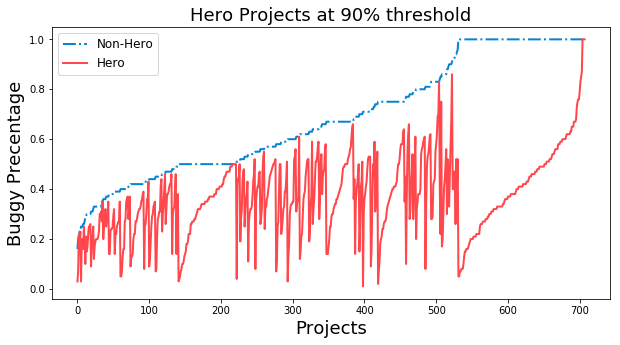 Hero Projects at 90% threshold
Non-Hero
Hero
Buggy Precentage
1.0
0.8
0.6
0.4
0.2
0.0
0 100 200 300 400 500 600 700
Projects